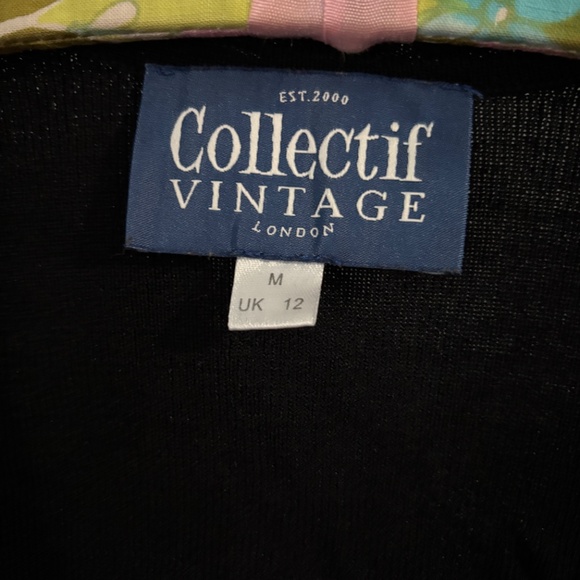 EST.2000
Collectif
VINTAGE
LONDON
M
UK 12